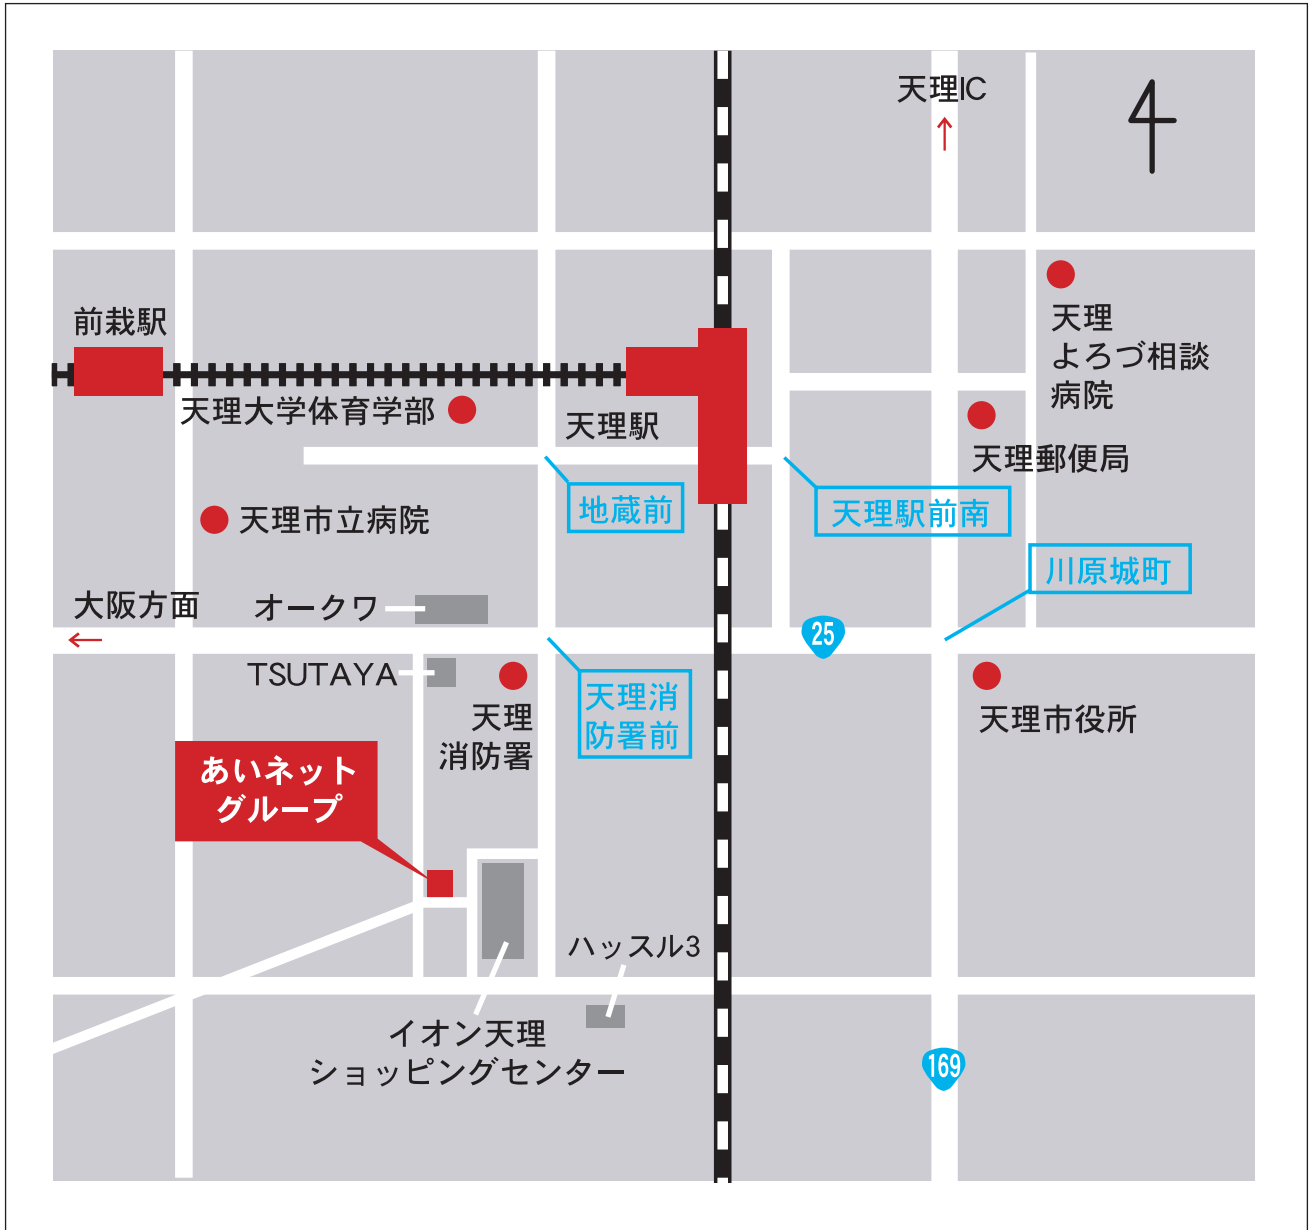 天理IC
前栽駅
天理
よろづ相談
病院
天理大学体育学部
天理駅
天理郵便局
地蔵前
天理駅前南
天理市立病院
川原城町
大阪方面
オークワ
25
TSUTAYA
天理
消防署
天理消
防署前
天理市役所
あいネット
グループ
ハッスル3
イオン天理
ショッピングセンター
169